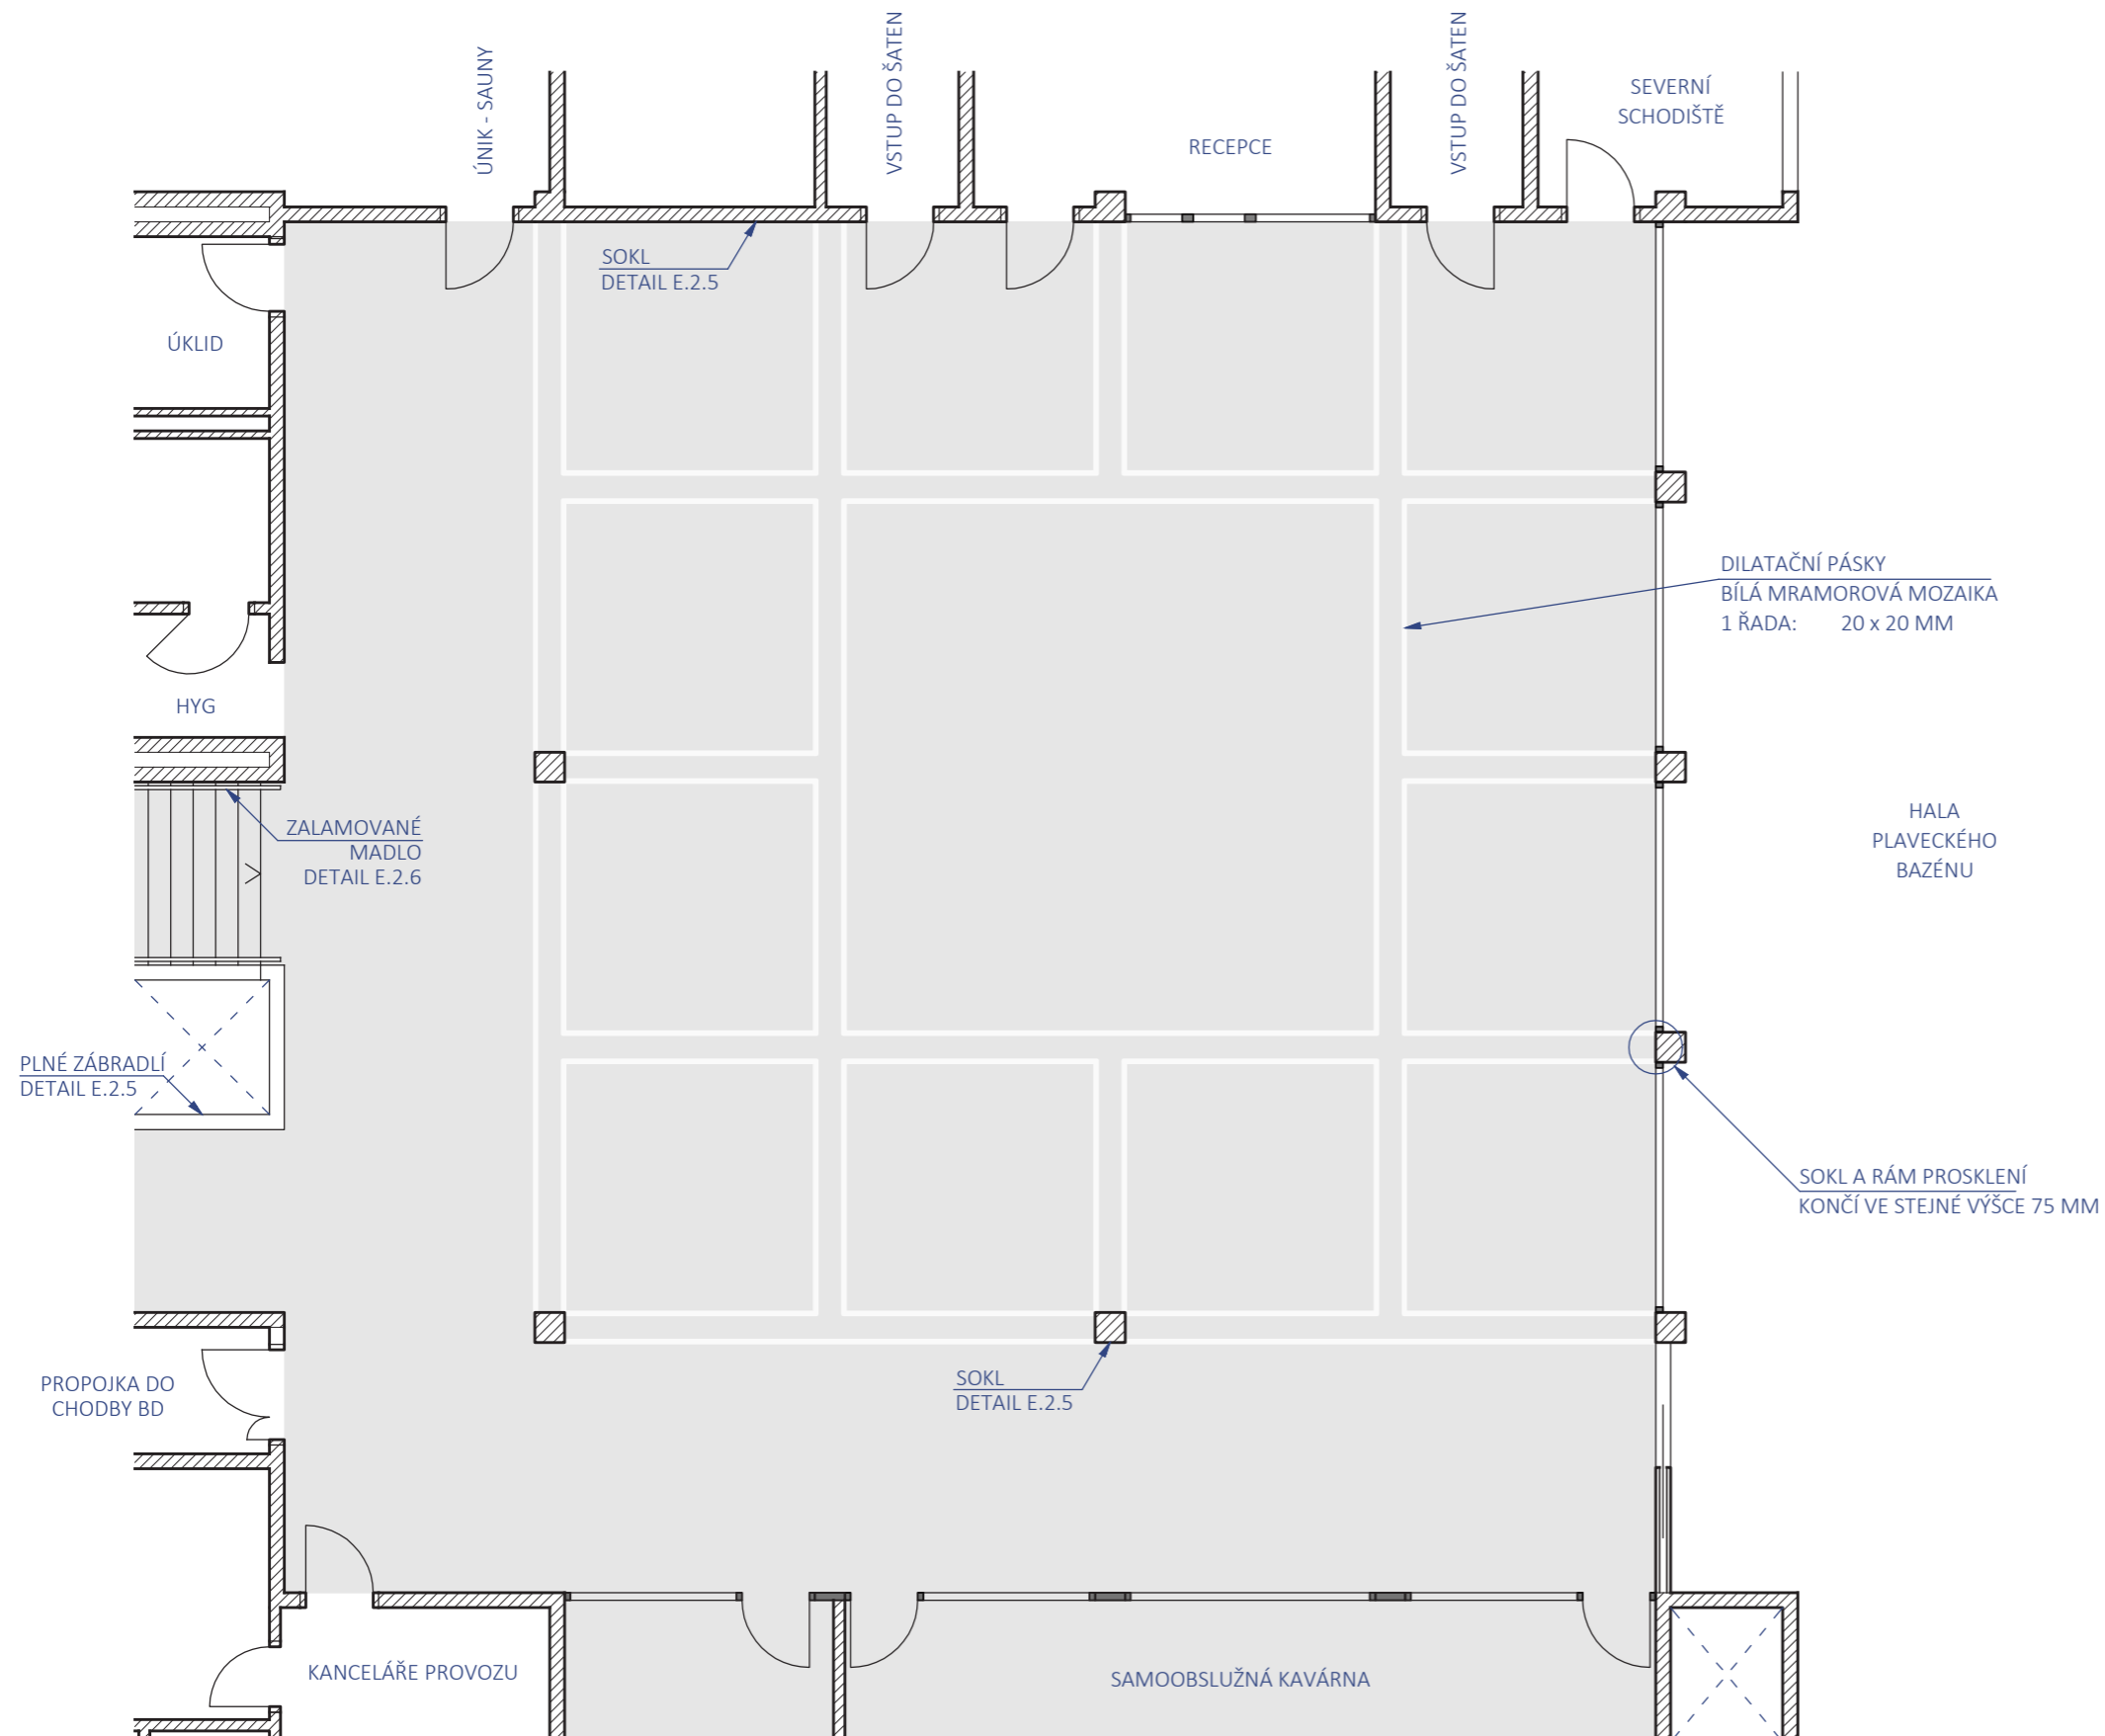 ÚNIK - SAUNY
VSTUP DO ŠATEN
VSTUP DO ŠATEN
SEVERNÍ
SCHODIŠTĚ
RECEPCE
SOKL
DETAIL E.2.5
ÚKLID
DILATAČNÍ PÁSKY
BÍLÁ MRAMOROVÁ MOZAIKA
1 ŘADA: 20 x 20 MM
HYG
ZALAMOVANÉ
MADLO
DETAIL E.2.6
HALA
PLAVECKÉHO
BAZÉNU
PLNÉ ZÁBRADLÍ
DETAIL E.2.5
SOKL A RÁM PROSKLENÍ
KONČÍ VE STEJNÉ VÝŠCE 75 MM
PROPOJKA DO
CHODBY BD
SOKL
DETAIL E.2.5
KANCELÁŘE PROVOZU
SAMOOBSLUŽNÁ KAVÁRNA